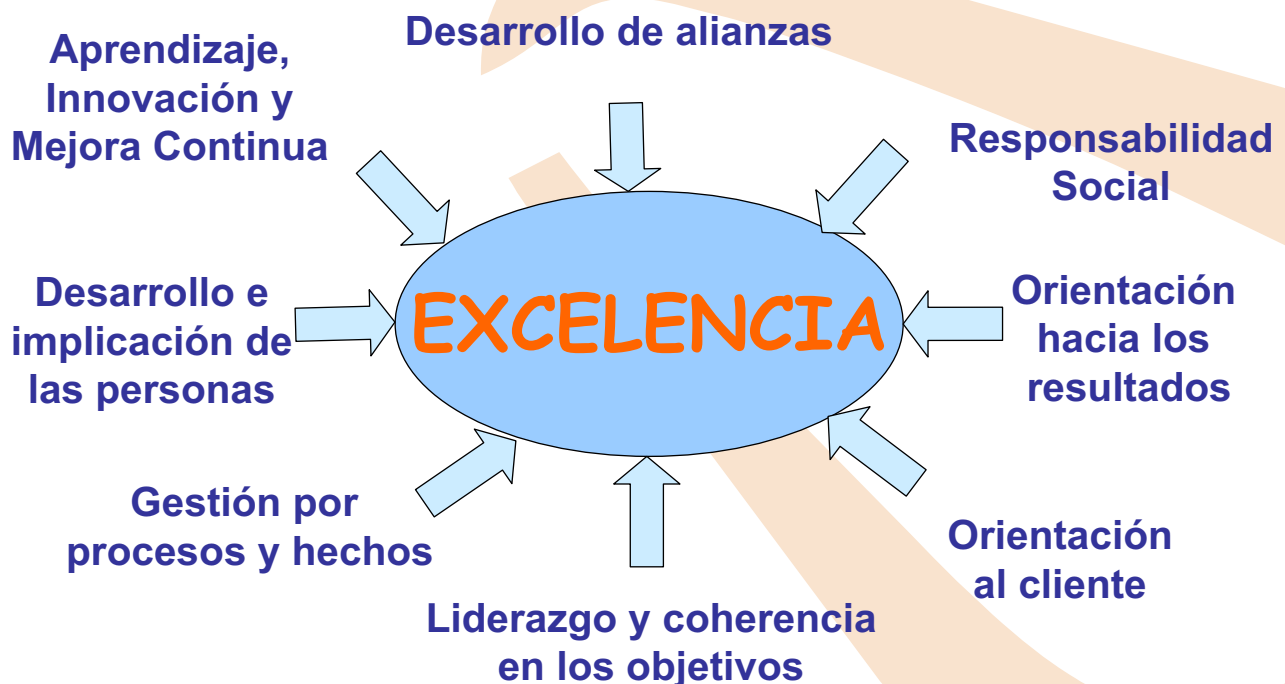 Desarrollo de alianzas
Aprendizaje,
Innovación y
Mejora Continua
Responsabilidad
Social
Desarrollo e
implicación de
las personas
EXCELENCIA
Orientación
hacia los
resultados
Gestión por
procesos y hechos
Orientación
al cliente
Liderazgo y coherencia
en los objetivos